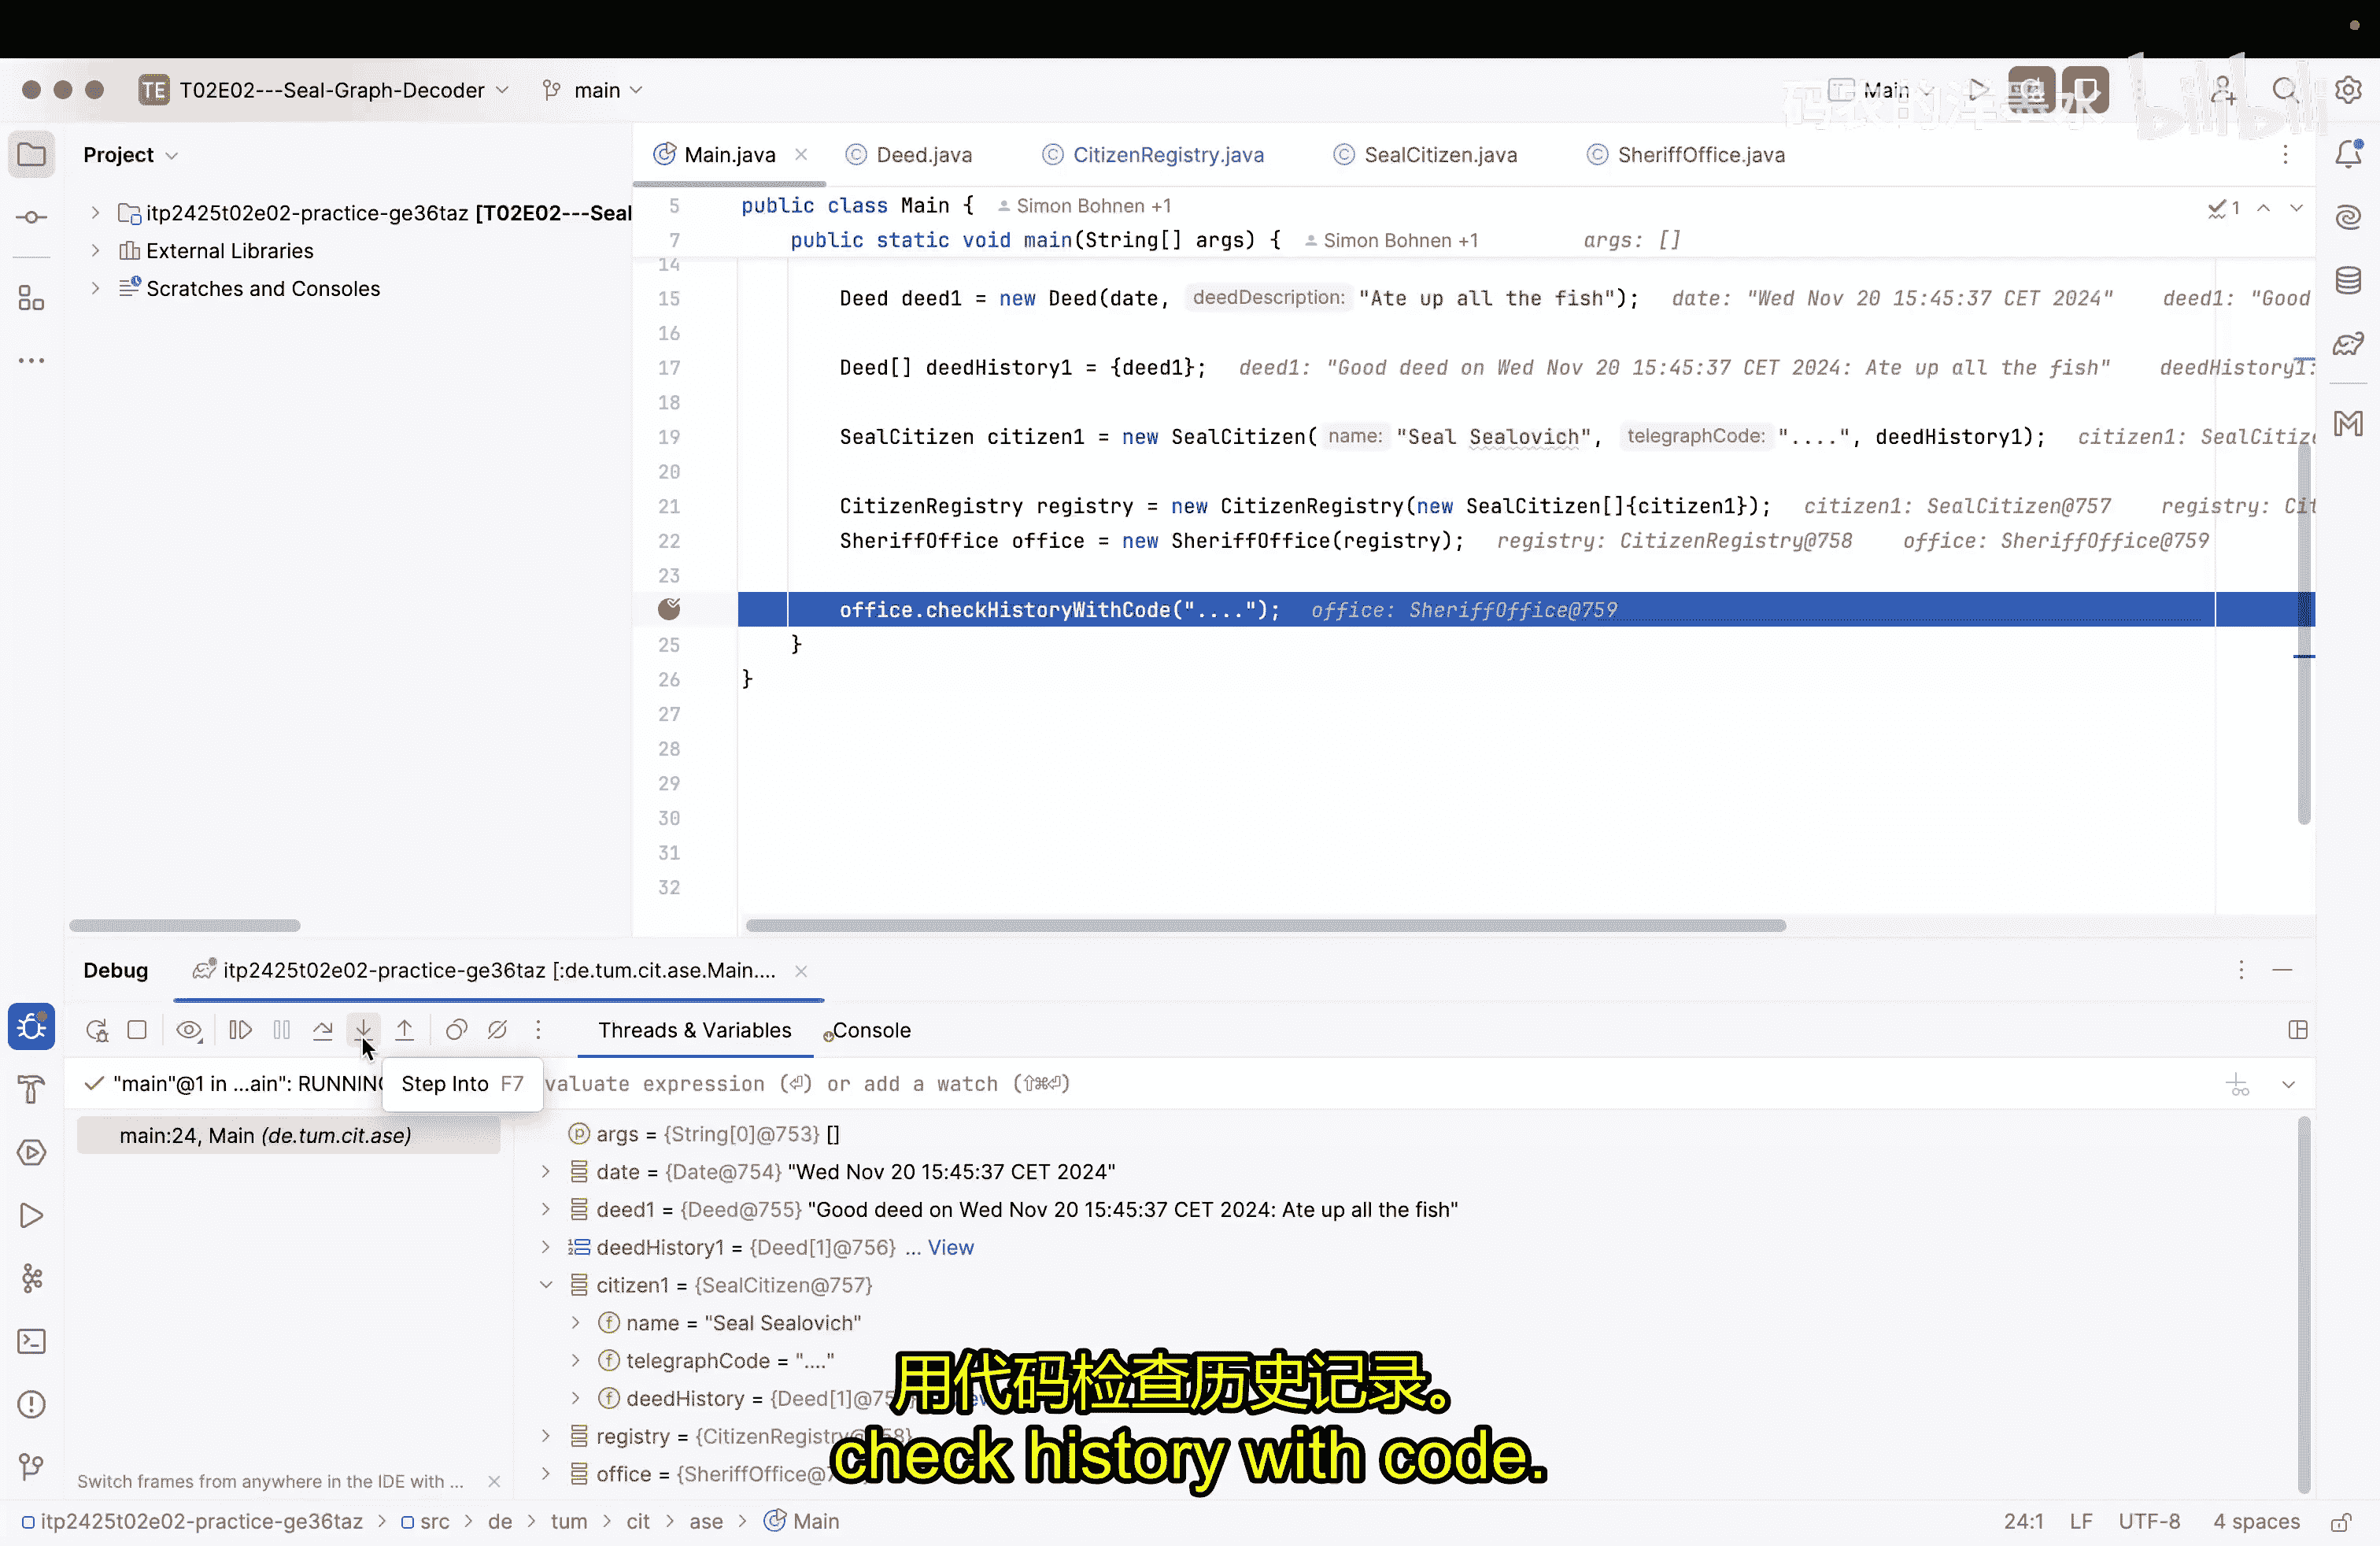 TE T02E02---Seal-Graph-Decoder main Main
码农的洋墨水 bilibili
Project
itp2425t02e02-practice-ge36taz [T02E02---Seal
External Libraries
Scratches and Consoles
Main.java Deed.java CitizenRegistry.java SealCitizen.java SheriffOffice.java
5 public class Main { Simon Bohnen +1
1
7 public static void main(String[] args) { Simon Bohnen +1 args: []
14
15 Deed deed1 = new Deed(date, deedDescription: "Ate up all the fish"); date: "Wed Nov 20 15:45:37 CET 2024" deed1: "Good
16
17 Deed[] deedHistory1 = {deed1}; deed1: "Good deed on Wed Nov 20 15:45:37 CET 2024: Ate up all the fish" deedHistory1:
18
19 SealCitizen citizen1 = new SealCitizen( name: "Seal Sealovich", telegraphCode: "....", deedHistory1); citizen1: SealCitize
20
21 CitizenRegistry registry = new CitizenRegistry(new SealCitizen[]{citizen1}); citizen1: SealCitizen@757 registry: Cit
22 SheriffOffice office = new SheriffOffice(registry); registry: CitizenRegistry@758 office: SheriffOffice@759
23
office.checkHistoryWithCode("...."); office: SheriffOffice@759
25 }
26 }
27
28
29
30
31
32
Debug itp2425t02e02-practice-ge36taz [:de.tum.cit.ase.Main....
Threads & Variables Console
"main"@1 in ...ain": RUNNING
Step Into F7
valuate expression (⏎) or add a watch (⇧⌘⏎)
main:24, Main (de.tum.cit.ase)
args = {String[0]@753} []
date = {Date@754} "Wed Nov 20 15:45:37 CET 2024"
deed1 = {Deed@755} "Good deed on Wed Nov 20 15:45:37 CET 2024: Ate up all the fish"
deedHistory1 = {Deed[1]@756} ... View
citizen1 = {SealCitizen@757}
name = "Seal Sealovich"
telegraphCode = "...."
deedHistory = {Deed[1]@75
registry = {CitizenRegistry@758}
office = {SheriffOffice@7
用代码检查历史记录。
check history with code.
Switch frames from anywhere in the IDE with ...
itp2425t02e02-practice-ge36taz > src > de > tum > cit > ase > Main
24:1 LF UTF-8 4 spaces